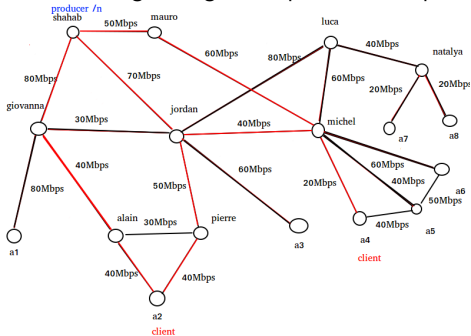 producer /n
shahab
50Mbps
mauro
luca
40Mbps
natalya
60Mbps
80Mbps
80Mbps
70Mbps
60Mbps
20Mbps
20Mbps
giovanna
jordan
30Mbps
40Mbps
michel
a7
a8
40Mbps
60Mbps
80Mbps
50Mbps
60Mbps
20Mbps
40Mbps
a6
50Mbps
alain
30Mbps
pierre
a1
a3
a4
40Mbps
a5
40Mbps
40Mbps
client
a2
client